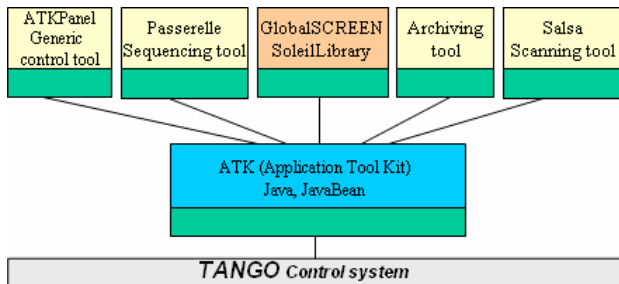 ATKPanel
Generic
control tool
Passerelle
Sequencing tool
GlobalSCREEN
SoleilLibrary
Archiving
tool
Salsa
Scanning tool
ATK (Application Tool Kit)
Java, JavaBean
TANGO Control system